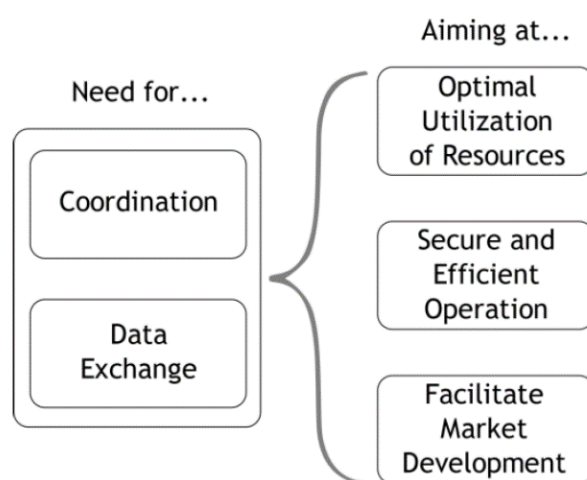 Need for...
Coordination
Data
Exchange
Aiming at...
Optimal
Utilization
of Resources
Secure and
Efficient
Operation
Facilitate
Market
Development